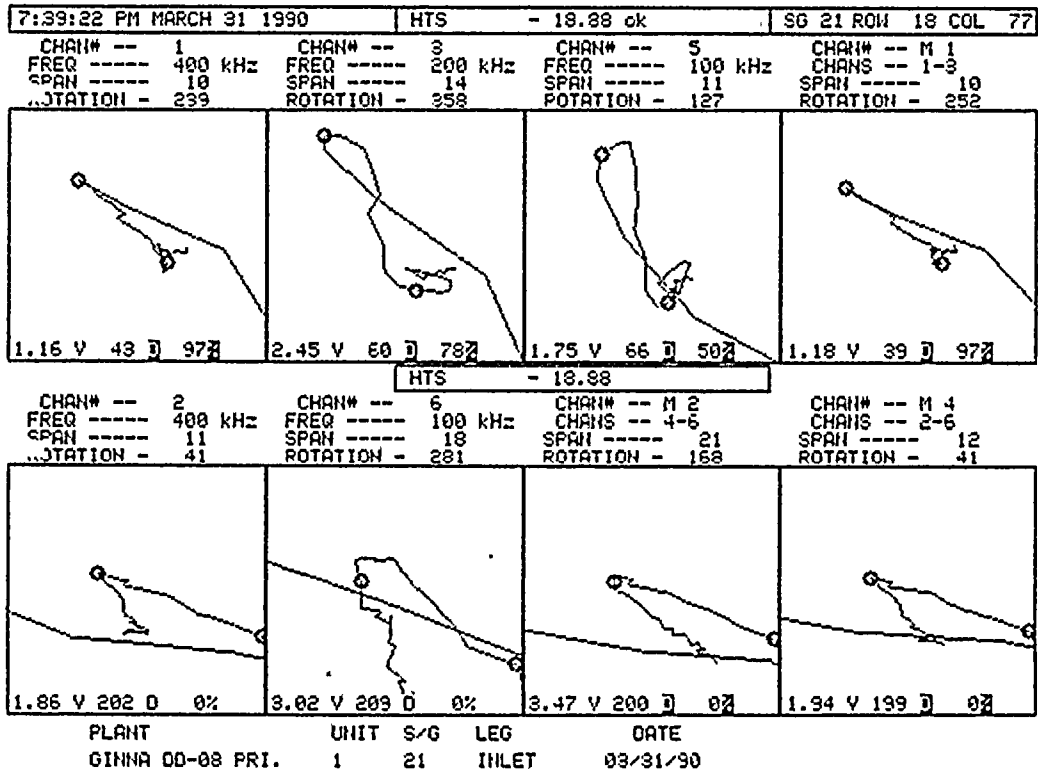 7:39:22 PM MARCH 31 1990 HTS - 18.88 ok SG 21 ROW 18 COL 77
CHAN# -- 1 CHAN# -- 3 CHAN# -- 5 CHAN# -- M 1
FREQ ----- 400 kHz FREQ ----- 200 kHz FREQ ----- 100 kHz CHANS -- 1-3
SPAN ----- 10 SPAN ----- 14 SPAN ----- 11 SPAN ----- 10
..OTATION - 239 ROTATION - 358 ROTATION - 127 ROTATION - 252
1.16 V 43 D 97% 2.45 V 60 D 78% 1.75 V 66 D 50% 1.18 V 39 D 97%
HTS - 18.88
CHAN# -- 2 CHAN# -- 6 CHAN# -- M 2 CHAN# -- M 4
FREQ ----- 400 kHz FREQ ----- 100 kHz CHANS -- 4-6 CHANS -- 2-6
SPAN ----- 11 SPAN ----- 18 SPAN ----- 21 SPAN ----- 12
..OTATION - 41 ROTATION - 281 ROTATION - 168 ROTATION - 41
1.86 V 202 D 0% 3.02 V 209 D 0% 3.47 V 200 D 0% 1.94 V 199 D 0%
PLANT UNIT S/G LEG DATE
GINNA DD-08 PRI. 1 21 INLET 03/31/90